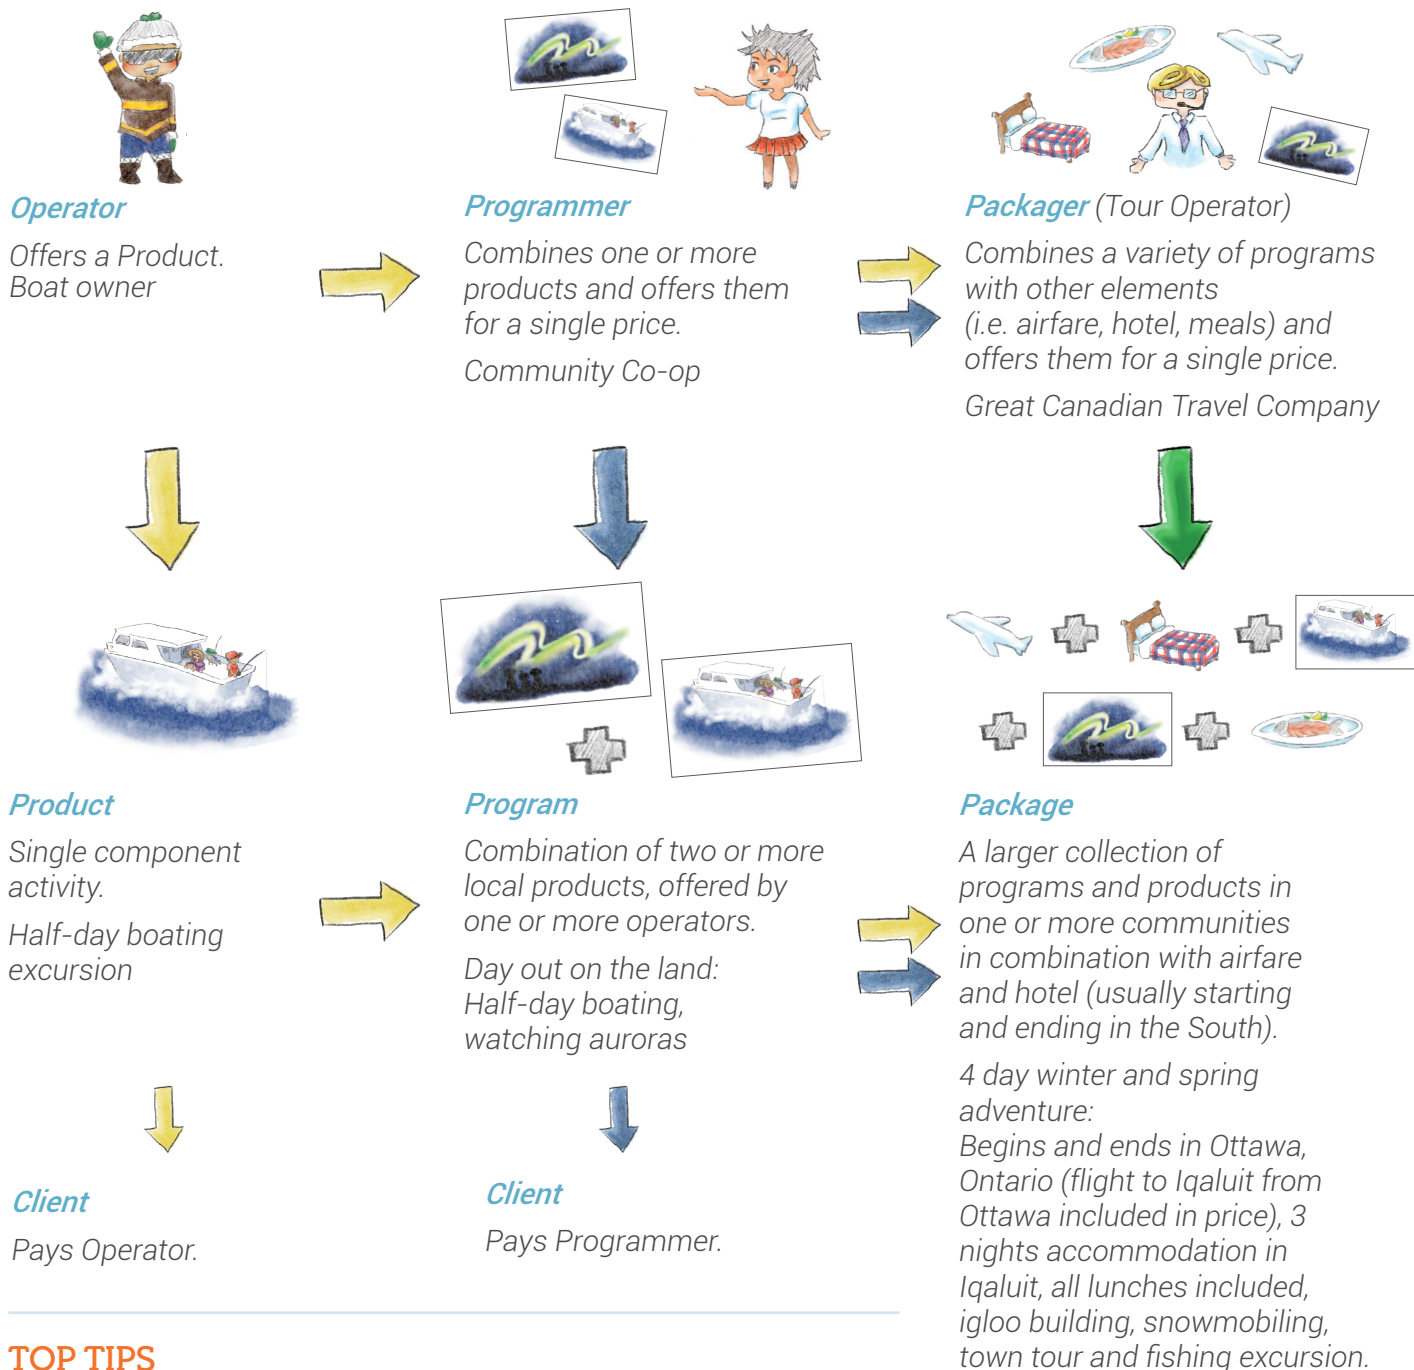 Operator
Offers a Product.
Boat owner
Programmer
Combines one or more
products and offers them
for a single price.
Community Co-op
Packager (Tour Operator)
Combines a variety of programs
with other elements
(i.e. airfare, hotel, meals) and
offers them for a single price.
Great Canadian Travel Company
Product
Single component
activity.
Half-day boating
excursion
Program
Combination of two or more
local products, offered by
one or more operators.
Day out on the land:
Half-day boating,
watching auroras
Package
A larger collection of
programs and products in
one or more communities
in combination with airfare
and hotel (usually starting
and ending in the South).
4 day winter and spring
adventure:
Begins and ends in Ottawa,
Ontario (flight to Iqaluit from
Ottawa included in price), 3
nights accommodation in
Iqaluit, all lunches included,
igloo building, snowmobiling,
town tour and fishing excursion.
Client
Pays Operator.
Client
Pays Programmer.
TOP TIPS